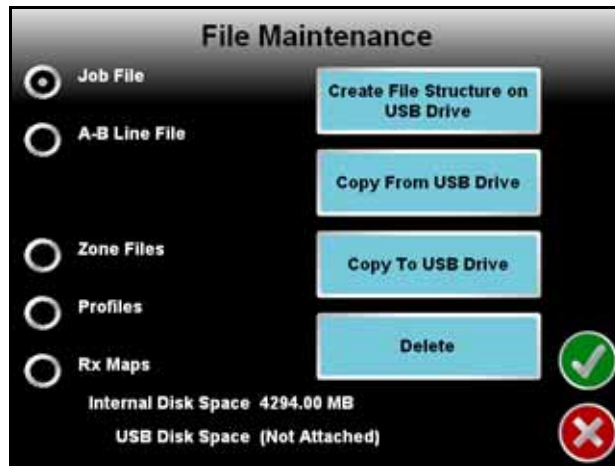 File Maintenance
Job File
A-B Line File
Zone Files
Profiles
Rx Maps
Create File Structure on
USB Drive
Copy From USB Drive
Copy To USB Drive
Delete
Internal Disk Space 4294.00 MB
USB Disk Space (Not Attached)